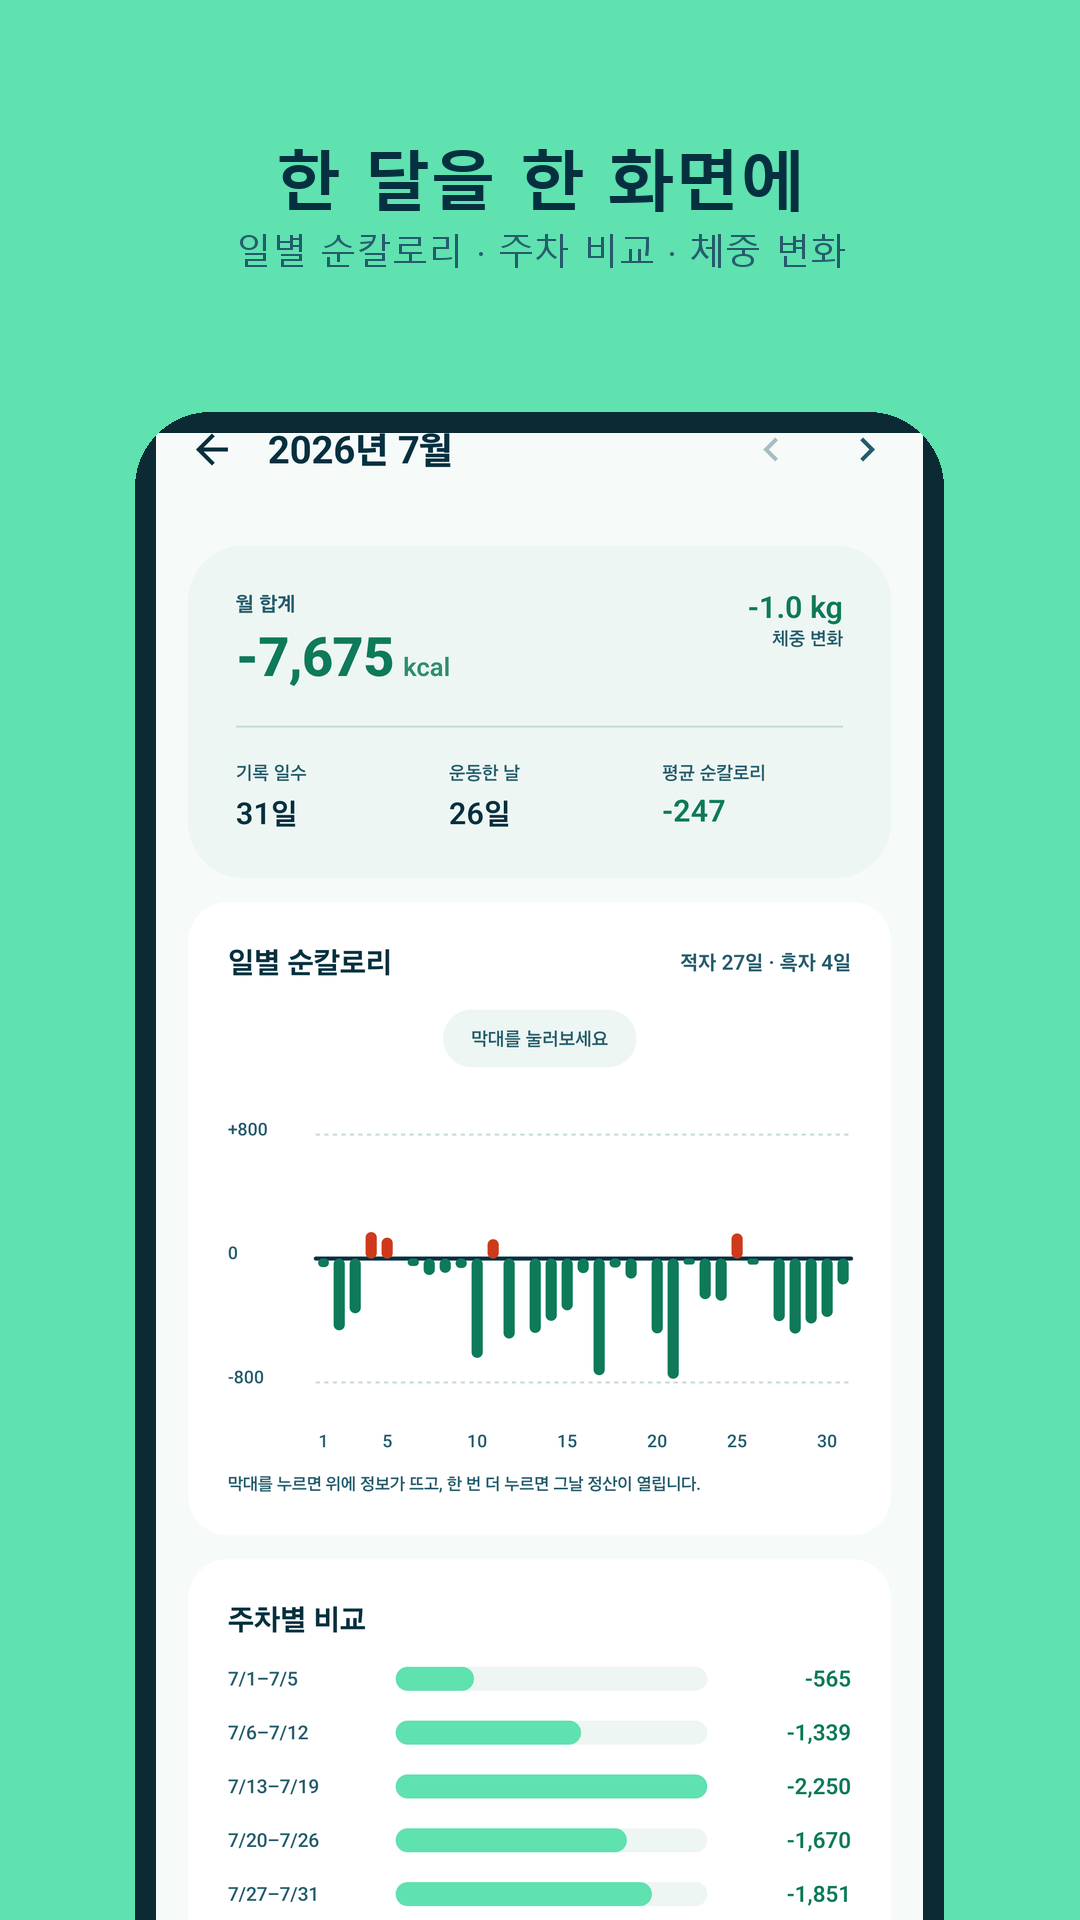 한 달을 한 화면에
일별 순칼로리 · 주차 비교 · 체중 변화
2026년 7월
월 합계
-7,675 kcal
-1.0 kg
체중 변화
기록 일수
31일
운동한 날
26일
평균 순칼로리
-247
일별 순칼로리
적자 27일 · 흑자 4일
막대를 눌러보세요
+800
0
-800
1 5 10 15 20 25 30
막대를 누르면 위에 정보가 뜨고, 한 번 더 누르면 그날 정산이 열립니다.
주차별 비교
7/1–7/5 -565
7/6–7/12 -1,339
7/13–7/19 -2,250
7/20–7/26 -1,670
7/27–7/31 -1,851